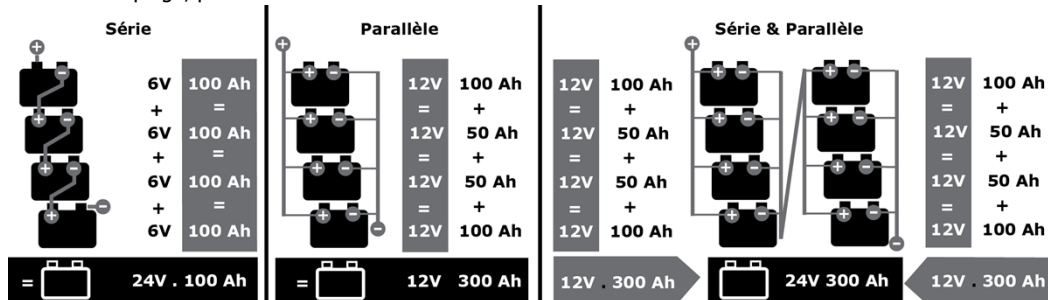 Série
6V 100 Ah
+ =
6V 100 Ah
+ =
6V 100 Ah
+ =
6V 100 Ah
= 24V . 100 Ah
Parallèle
12V 100 Ah
= +
12V 50 Ah
= +
12V 50 Ah
= +
12V 100 Ah
= 12V 300 Ah
Série & Parallèle
12V 100 Ah
= +
12V 50 Ah
= +
12V 50 Ah
= +
12V 100 Ah
12V . 300 Ah
24V 300 Ah
12V 100 Ah
= +
12V 50 Ah
= +
12V 50 Ah
= +
12V 100 Ah
12V . 300 Ah